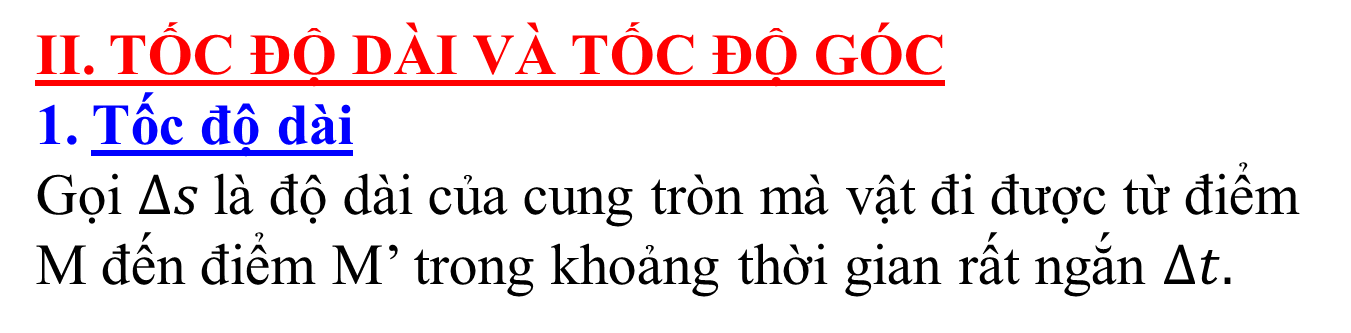 II. TỐC ĐỘ DÀI VÀ TỐC ĐỘ GÓC
1. Tốc độ dài
Gọi Δs là độ dài của cung tròn mà vật đi được từ điểm
M đến điểm M’ trong khoảng thời gian rất ngắn Δt.